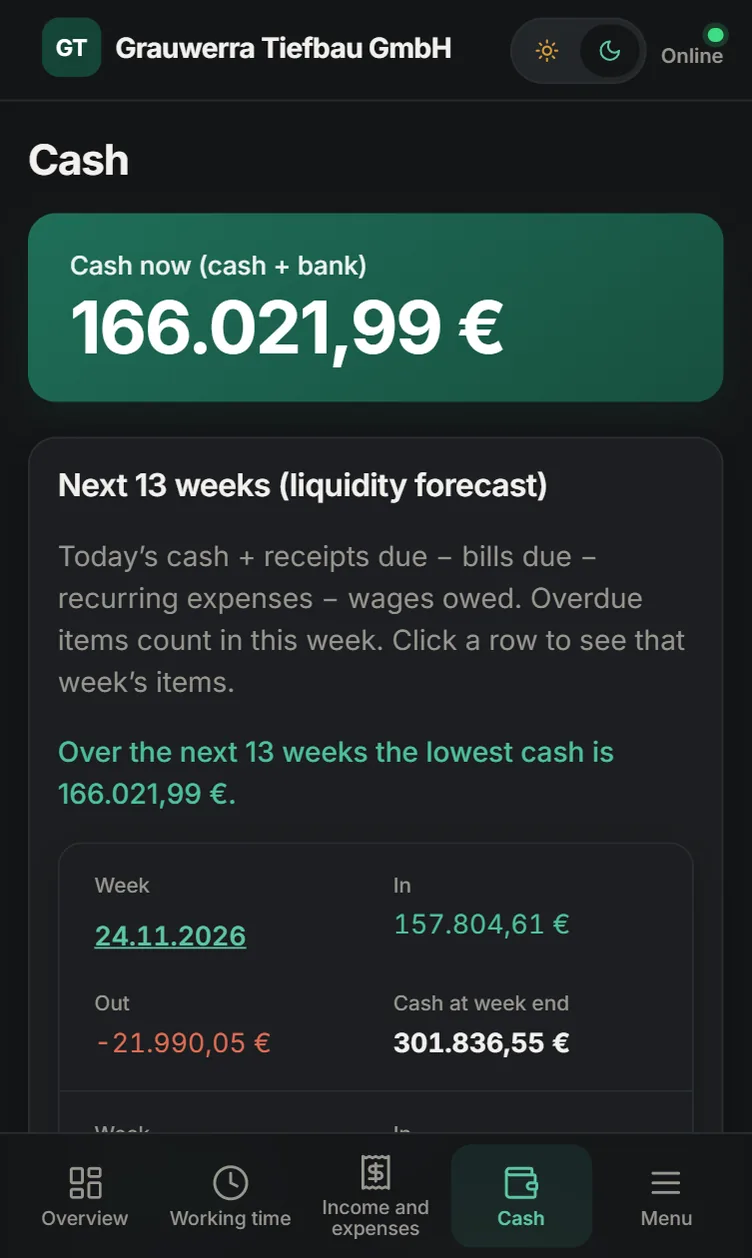 GT
Grauwerra Tiefbau GmbH
Online
Cash
Cash now (cash + bank)
166.021,99 €
Next 13 weeks (liquidity forecast)
Today’s cash + receipts due − bills due −
recurring expenses − wages owed. Overdue
items count in this week. Click a row to see that
week’s items.
Over the next 13 weeks the lowest cash is
166.021,99 €.
Week
In
24.11.2026
157.804,61 €
Out
Cash at week end
-21.990,05 €
301.836,55 €
Week
In
Overview
Working time
Income and
expenses
Cash
Menu